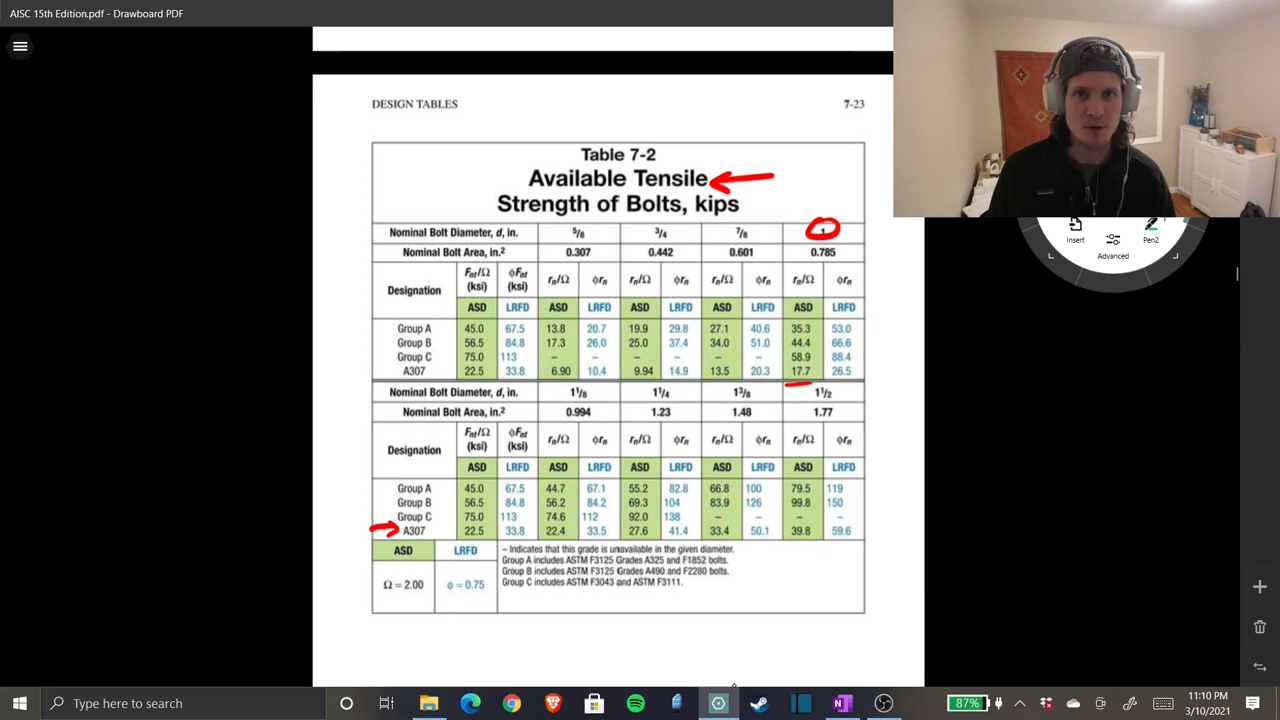 AISC 15th Edition.pdf - Drawboard PDF
DESIGN TABLES 7-23
Table 7-2
Available Tensile
Strength of Bolts, kips
Nominal Bolt Diameter, d, in. 5/8 3/4 7/8 1
Nominal Bolt Area, in.² 0.307 0.442 0.601 0.785
Designation Fnt/Ω (ksi) ϕFnt (ksi) rn/Ω ϕrn rn/Ω ϕrn rn/Ω ϕrn rn/Ω ϕrn
ASD LRFD ASD LRFD ASD LRFD ASD LRFD ASD LRFD
Group A 45.0 67.5 13.8 20.7 19.9 29.8 27.1 40.6 35.3 53.0
Group B 56.5 84.8 17.3 26.0 25.0 37.4 34.0 51.0 44.4 66.6
Group C 75.0 113 – – – 58.9 88.4
A307 22.5 33.8 6.90 10.4 9.94 14.9 13.5 20.3 17.7 26.5
Nominal Bolt Diameter, d, in. 1 1/8 1 1/4 1 3/8 1 1/2
Nominal Bolt Area, in.² 0.994 1.23 1.48 1.77
Designation Fnt/Ω (ksi) ϕFnt (ksi) rn/Ω ϕrn rn/Ω ϕrn rn/Ω ϕrn rn/Ω ϕrn
ASD LRFD ASD LRFD ASD LRFD ASD LRFD ASD LRFD
Group A 45.0 67.5 44.7 67.1 55.2 82.8 66.8 100 79.5 119
Group B 56.5 84.8 56.2 84.2 69.3 104 83.9 126 99.8 150
Group C 75.0 113 74.6 112 92.0 138 – – – –
A307 22.5 33.8 22.4 33.5 27.6 41.4 33.4 50.1 39.8 59.6
ASD LRFD
Ω = 2.00 ϕ = 0.75
– Indicates that this grade is unavailable in the given diameter.
Group A includes ASTM F3125 Grades A325 and F1852 bolts.
Group B includes ASTM F3125 Grades A490 and F2280 bolts.
Group C includes ASTM F3043 and ASTM F3111.
Insert Advanced Pen2
Type here to search
87%
11:10 PM
3/10/2021